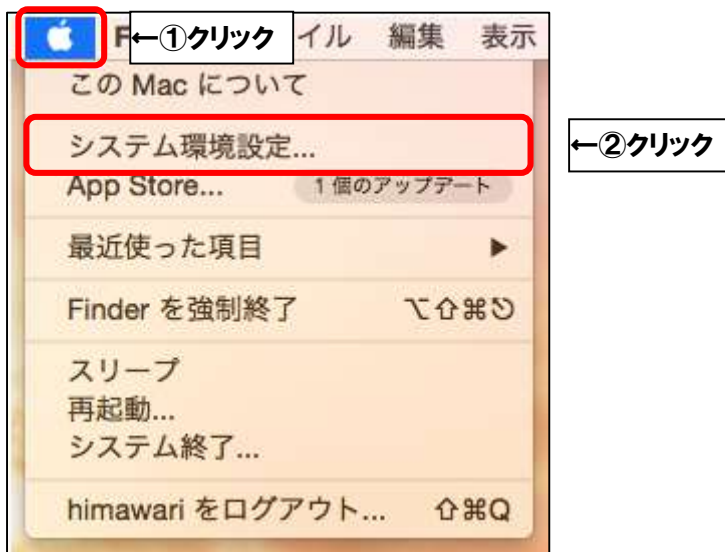 F←①クリック イル 編集 表示
この Mac について
システム環境設定...
←②クリック
App Store... 1 個のアップデート
最近使った項目 ▶
Finder を強制終了 ⌥⇧⌘⎋
スリープ
再起動...
システム終了...
himawari をログアウト... ⇧⌘Q